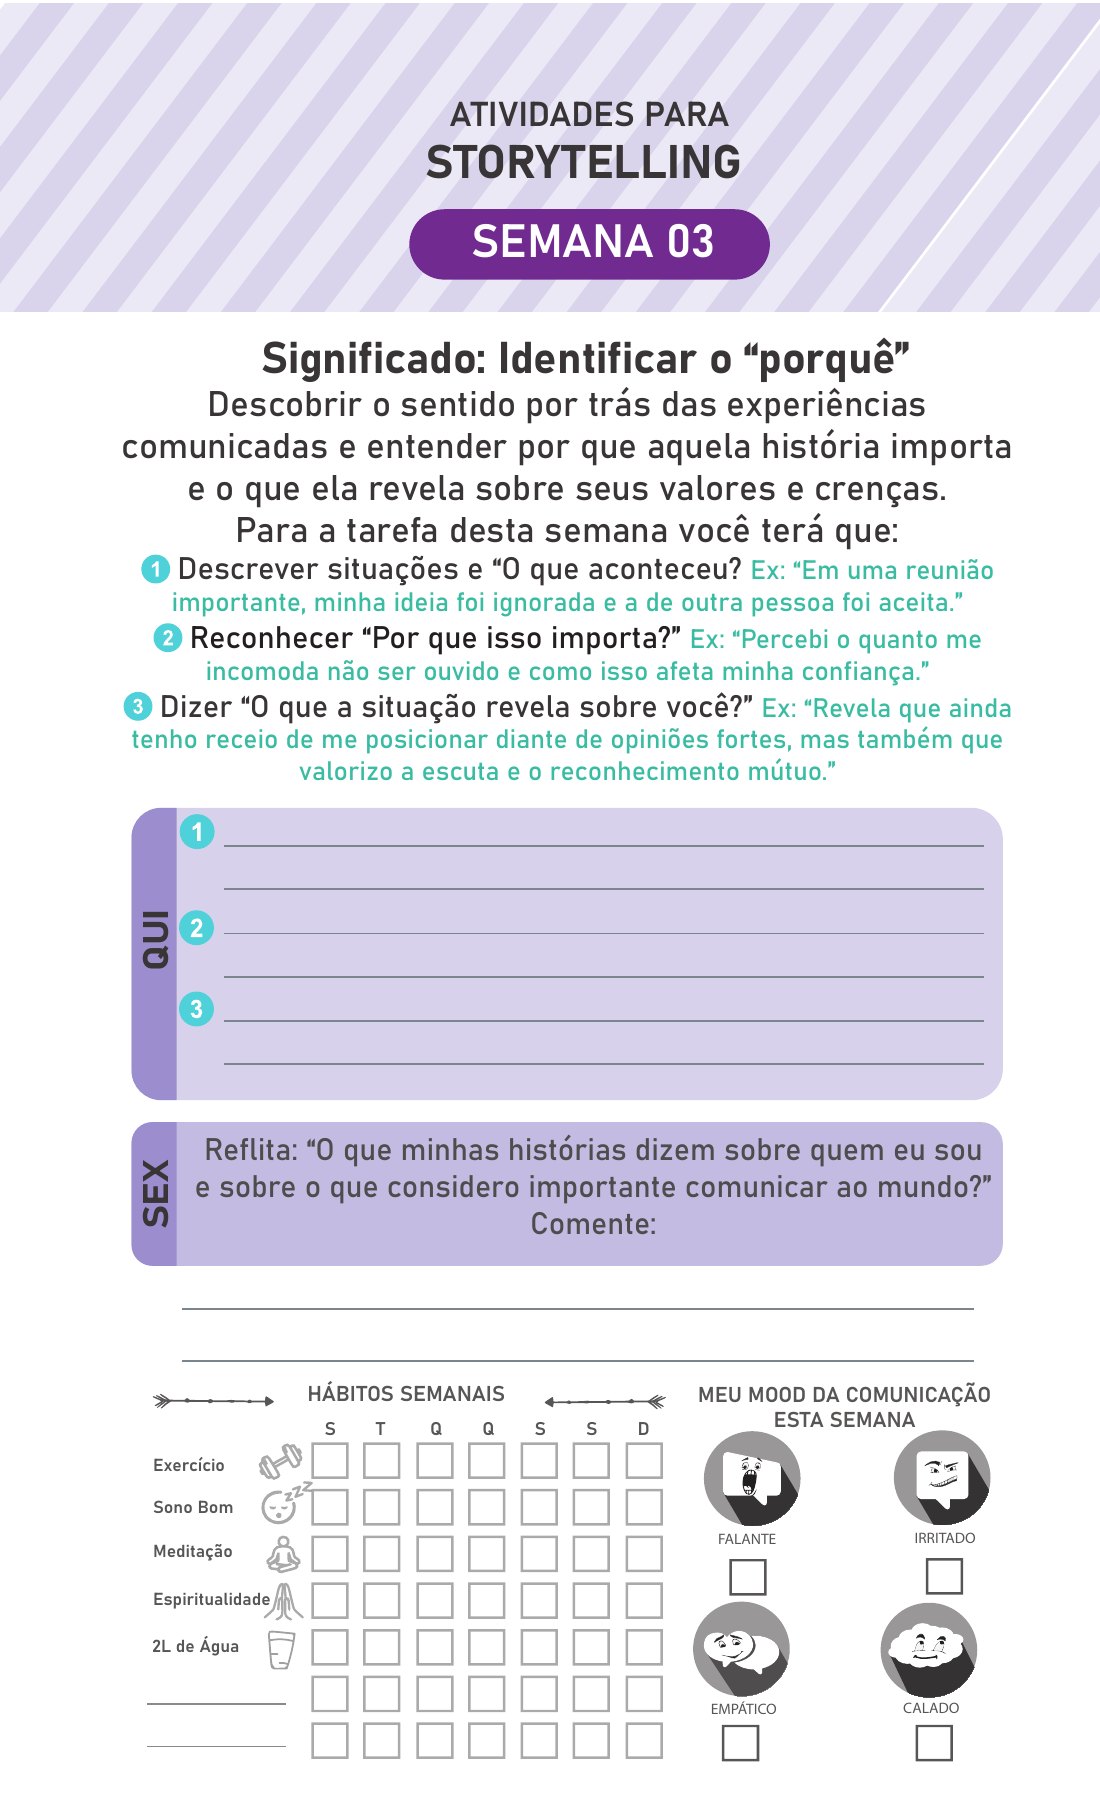 ATIVIDADES PARA
STORYTELLING
SEMANA 03
Significado: Identificar o “porquê”
Descobrir o sentido por trás das experiências
comunicadas e entender por que aquela história importa
e o que ela revela sobre seus valores e crenças.
Para a tarefa desta semana você terá que:
1 Descrever situações e “O que aconteceu? Ex: “Em uma reunião
importante, minha ideia foi ignorada e a de outra pessoa foi aceita.”
2 Reconhecer “Por que isso importa?” Ex: “Percebi o quanto me
incomoda não ser ouvido e como isso afeta minha confiança.”
3 Dizer “O que a situação revela sobre você?” Ex: “Revela que ainda
tenho receio de me posicionar diante de opiniões fortes, mas também que
valorizo a escuta e o reconhecimento mútuo.”
QUI
1
2
3
SEX
Reflita: “O que minhas histórias dizem sobre quem eu sou
e sobre o que considero importante comunicar ao mundo?”
Comente:
HÁBITOS SEMANAIS
S T Q Q S S D
Exercício
Sono Bom
Meditação
Espiritualidade
2L de Água
MEU MOOD DA COMUNICAÇÃO
ESTA SEMANA
FALANTE
IRRITADO
EMPÁTICO
CALADO